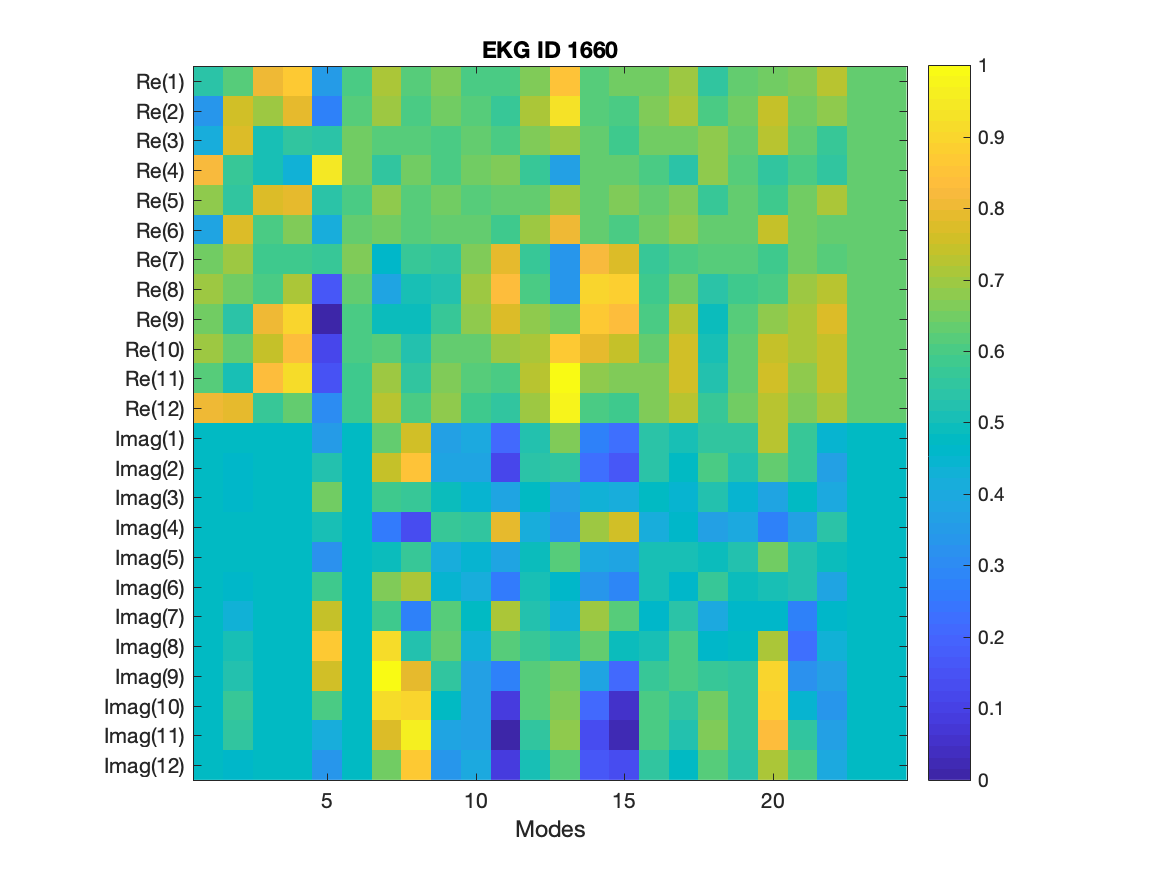 EKG ID 1660
Re(1)
Re(2)
Re(3)
Re(4)
Re(5)
Re(6)
Re(7)
Re(8)
Re(9)
Re(10)
Re(11)
Re(12)
Imag(1)
Imag(2)
Imag(3)
Imag(4)
Imag(5)
Imag(6)
Imag(7)
Imag(8)
Imag(9)
Imag(10)
Imag(11)
Imag(12)
5 10 15 20
Modes
1
0.9
0.8
0.7
0.6
0.5
0.4
0.3
0.2
0.1
0